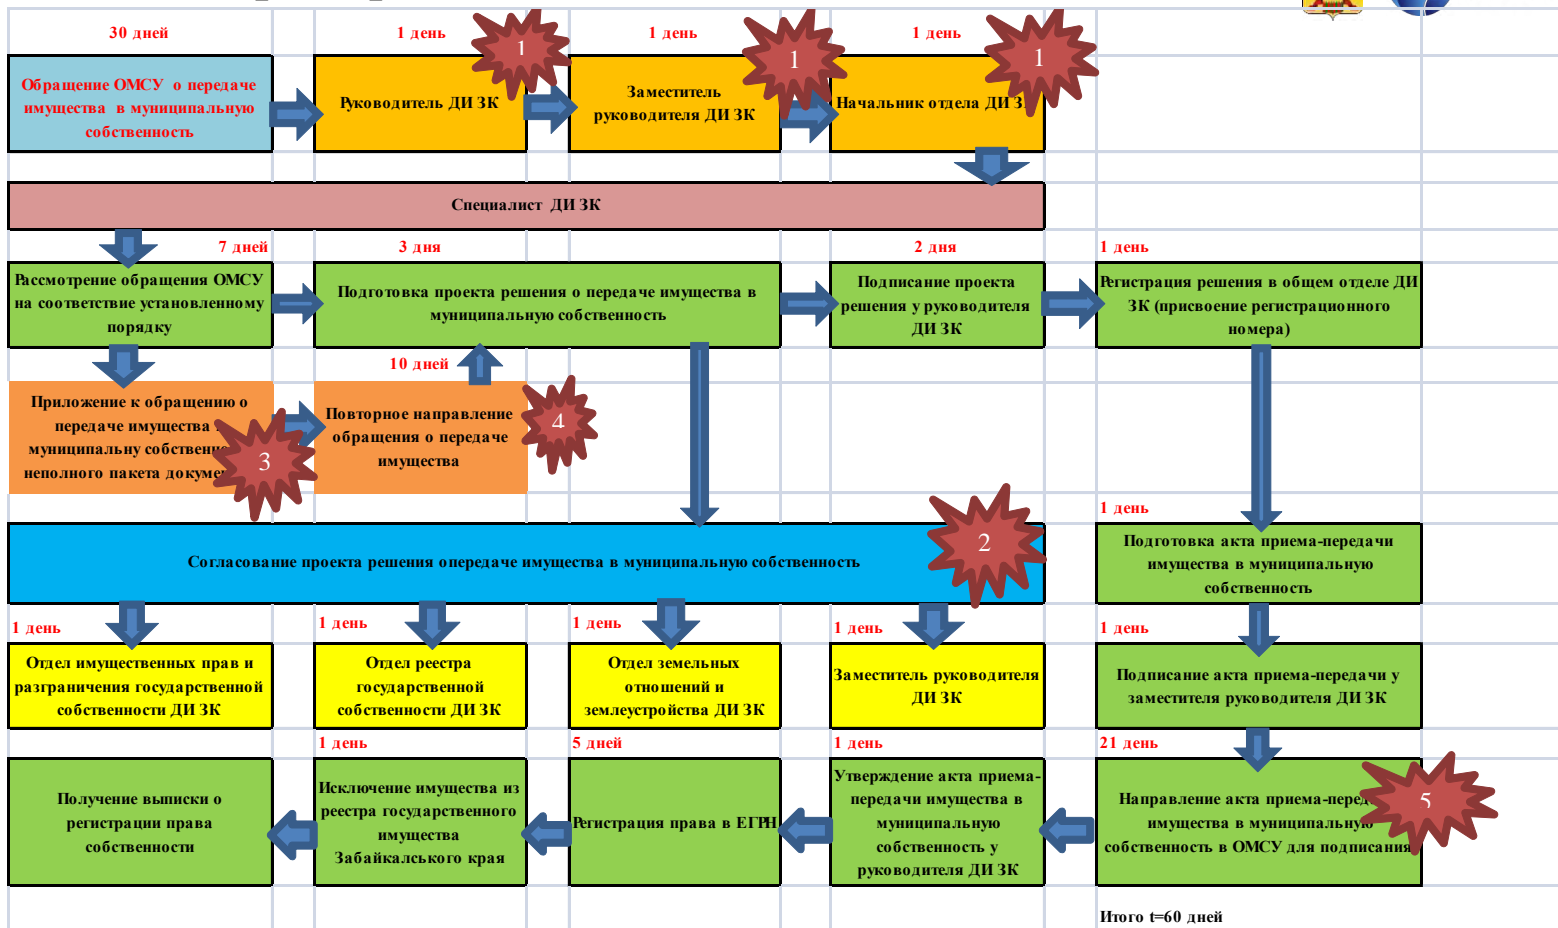 30 дней
1 день
1 день
1 день
1
1
1
Обращение ОМСУ о передаче
имущества в муниципальную
собственность
Руководитель ДИ ЗК
Заместитель
руководителя ДИ ЗК
Начальник отдела ДИ
Специалист ДИ ЗК
7 дней
3 дня
2 дня
1 день
Рассмотрение обращения ОМСУ
на соответствие установленному
порядку
Подготовка проекта решения о передаче имущества в
муниципальную собственность
Подписание проекта
решения у руководителя
ДИ ЗК
Регистрация решения в общем отделе ДИ
ЗК (присвоение регистрационного
номера)
10 дней
Приложение к обращению о
передаче имущества
муниципальну
неполного пакета
3
Повторное направление
обращения о передаче
имущества
4
Согласование проекта решения опередаче имущества в муниципальную собственность
2
1 день
Подготовка акта приема-передачи
имущества в муниципальную
собственность
1 день
1 день
1 день
1 день
1 день
Отдел имущественных прав и
разграничения государственной
собственности ДИ ЗК
Отдел реестра
государственной
собственности ДИ ЗК
Отдел земельных
отношений и
землеустройства ДИ ЗК
Заместитель руководителя
ДИ ЗК
Подписание акта приема-передачи у
заместителя руководителя ДИ ЗК
1 день
5 дней
1 день
21 день
Получение выписки о
регистрации права
собственности
Исключение имущества из
реестра государственного
имущества
Забайкалського края
Регистрация права в ЕГРН
Утверждение акта приема-
передачи имущества в
муниципальную
собственность у
руководителя ДИ ЗК
Направление акта
имущества в муниципальную
собственность в ОМСУ для подписания
5
Итого t=60 дней